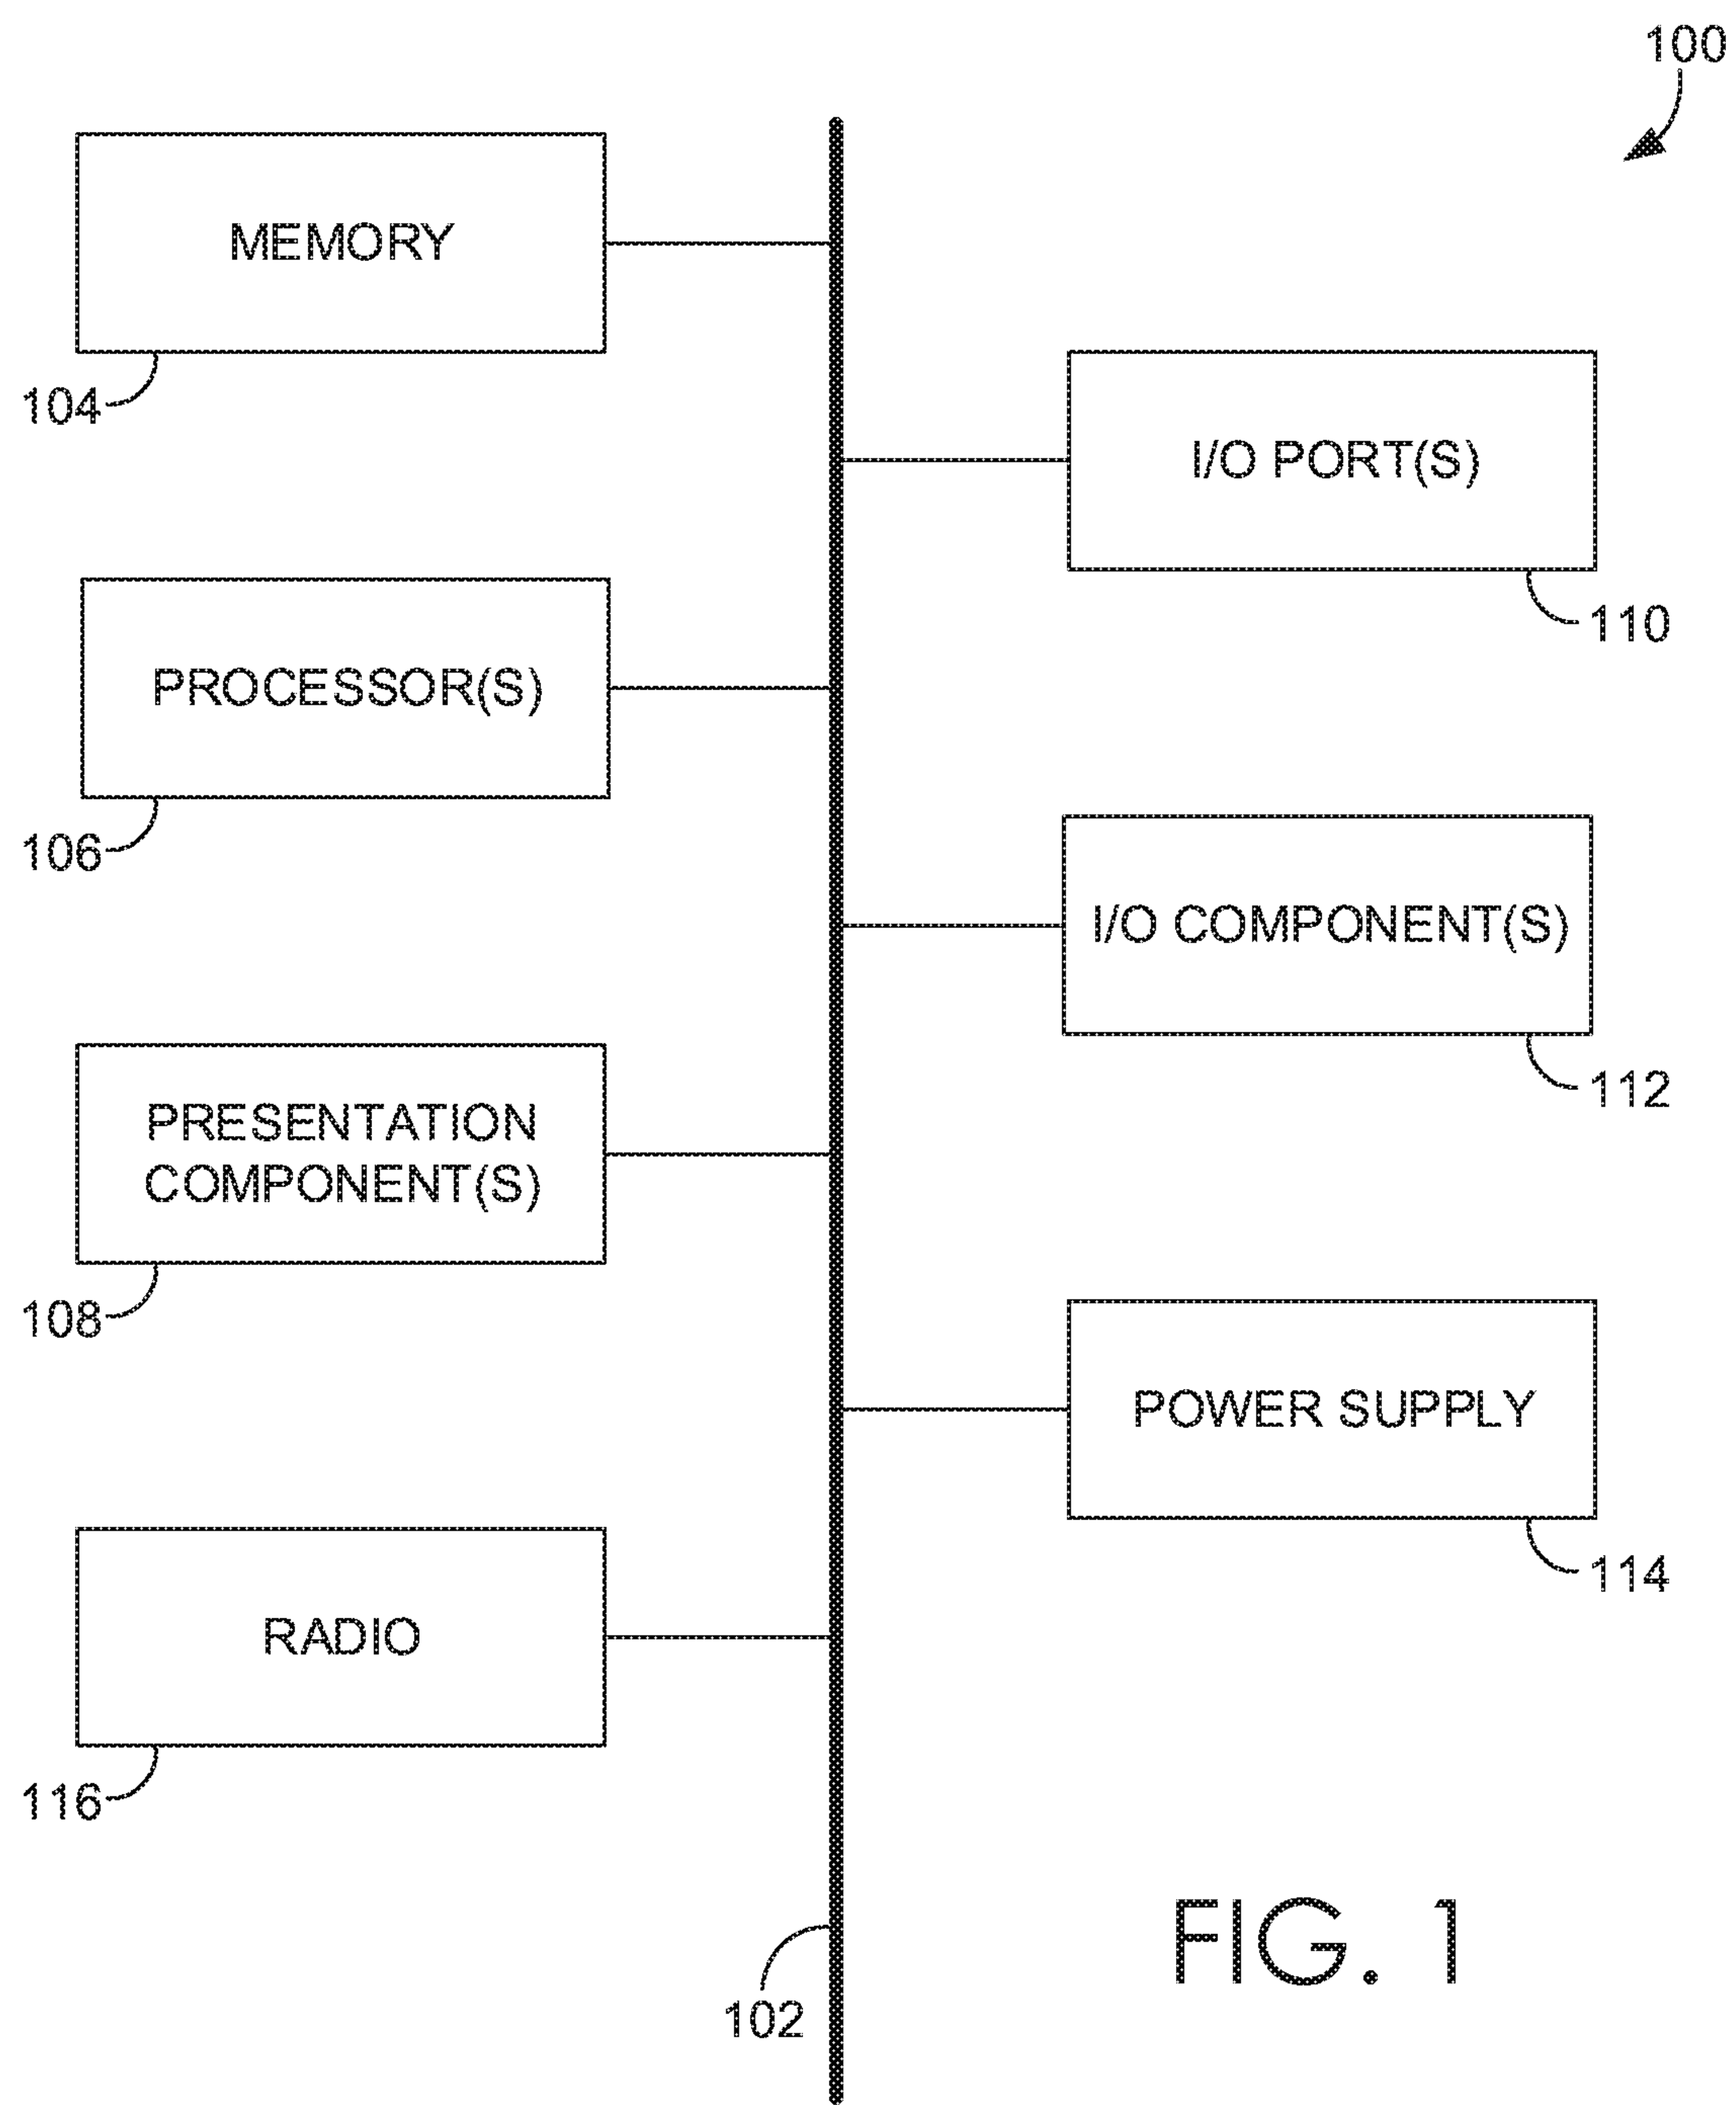 100
MEMORY
104
I/O PORT(S)
110
PROCESSOR(S)
106
I/O COMPONENT(S)
112
PRESENTATION
COMPONENT(S)
108
POWER SUPPLY
114
RADIO
116
102
FIG. 1